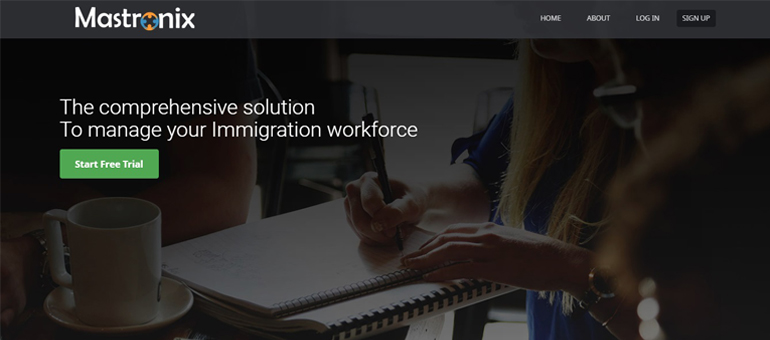 Mastronix
HOME ABOUT LOG IN SIGN UP
The comprehensive solution
To manage your Immigration workforce
Start Free Trial